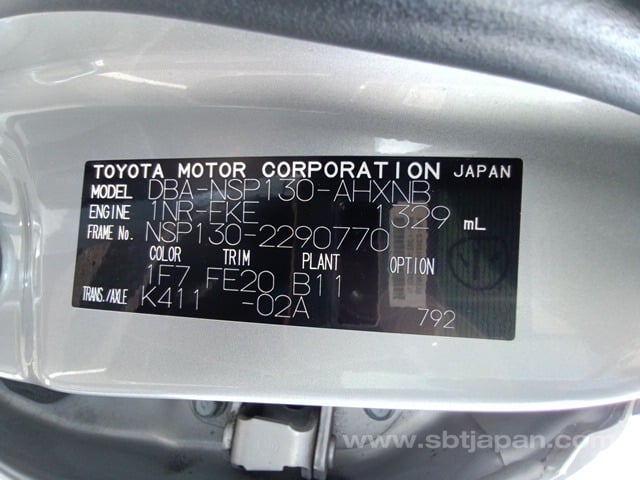 TOYOTA MOTOR CORPORATION JAPAN
MODEL DBA-NSP130-AHXNB
ENGINE 1NR-FKE 1329 mL
FRAME No. NSP130-2290770
COLOR TRIM PLANT OPTION
1F7 FE20 B11
TRANS./AXLE K411 -02A
792
www.sbtjapan.com